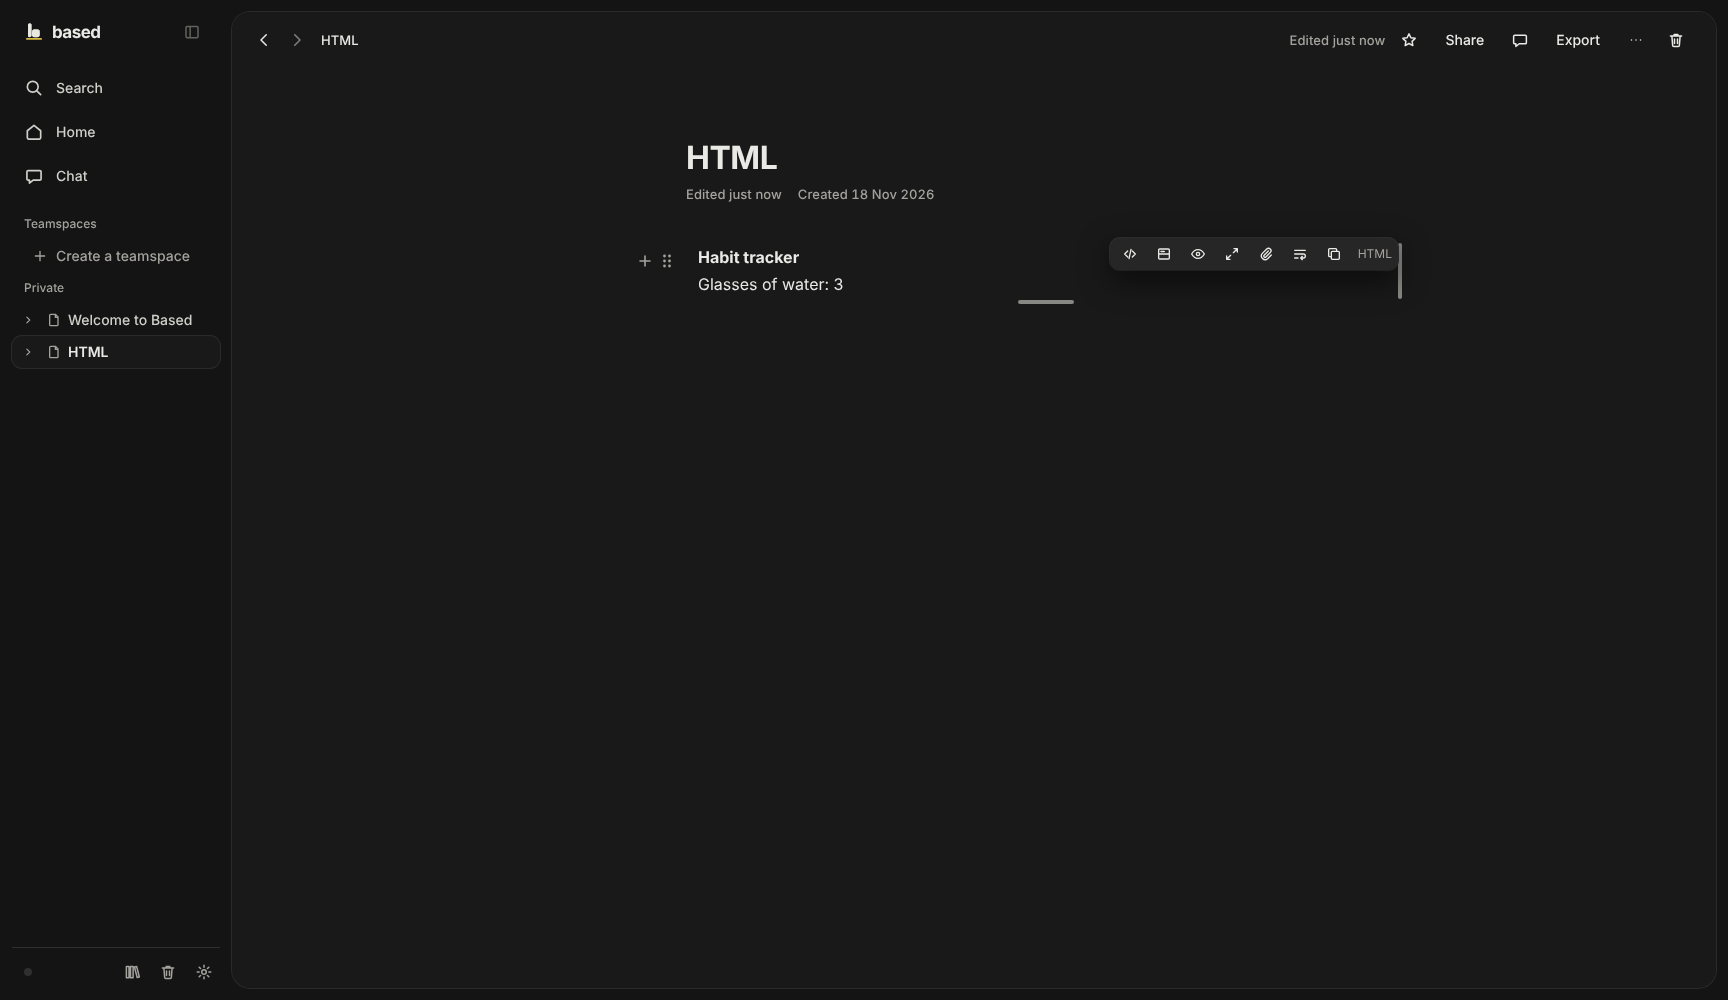 based
HTML
Edited just now
Share
Export
Search
Home
Chat
Teamspaces
Create a teamspace
Private
Welcome to Based
HTML
HTML
Edited just now Created 18 Nov 2026
Habit tracker
HTML
Glasses of water: 3